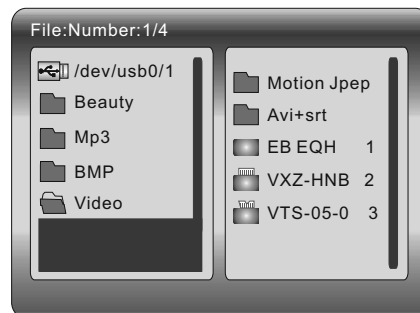 File:Number:1/4
/dev/usb0/1
Beauty
Mp3
BMP
Video
Motion Jpep
Avi+srt
EB EQH 1
VXZ-HNB 2
VTS-05-0 3